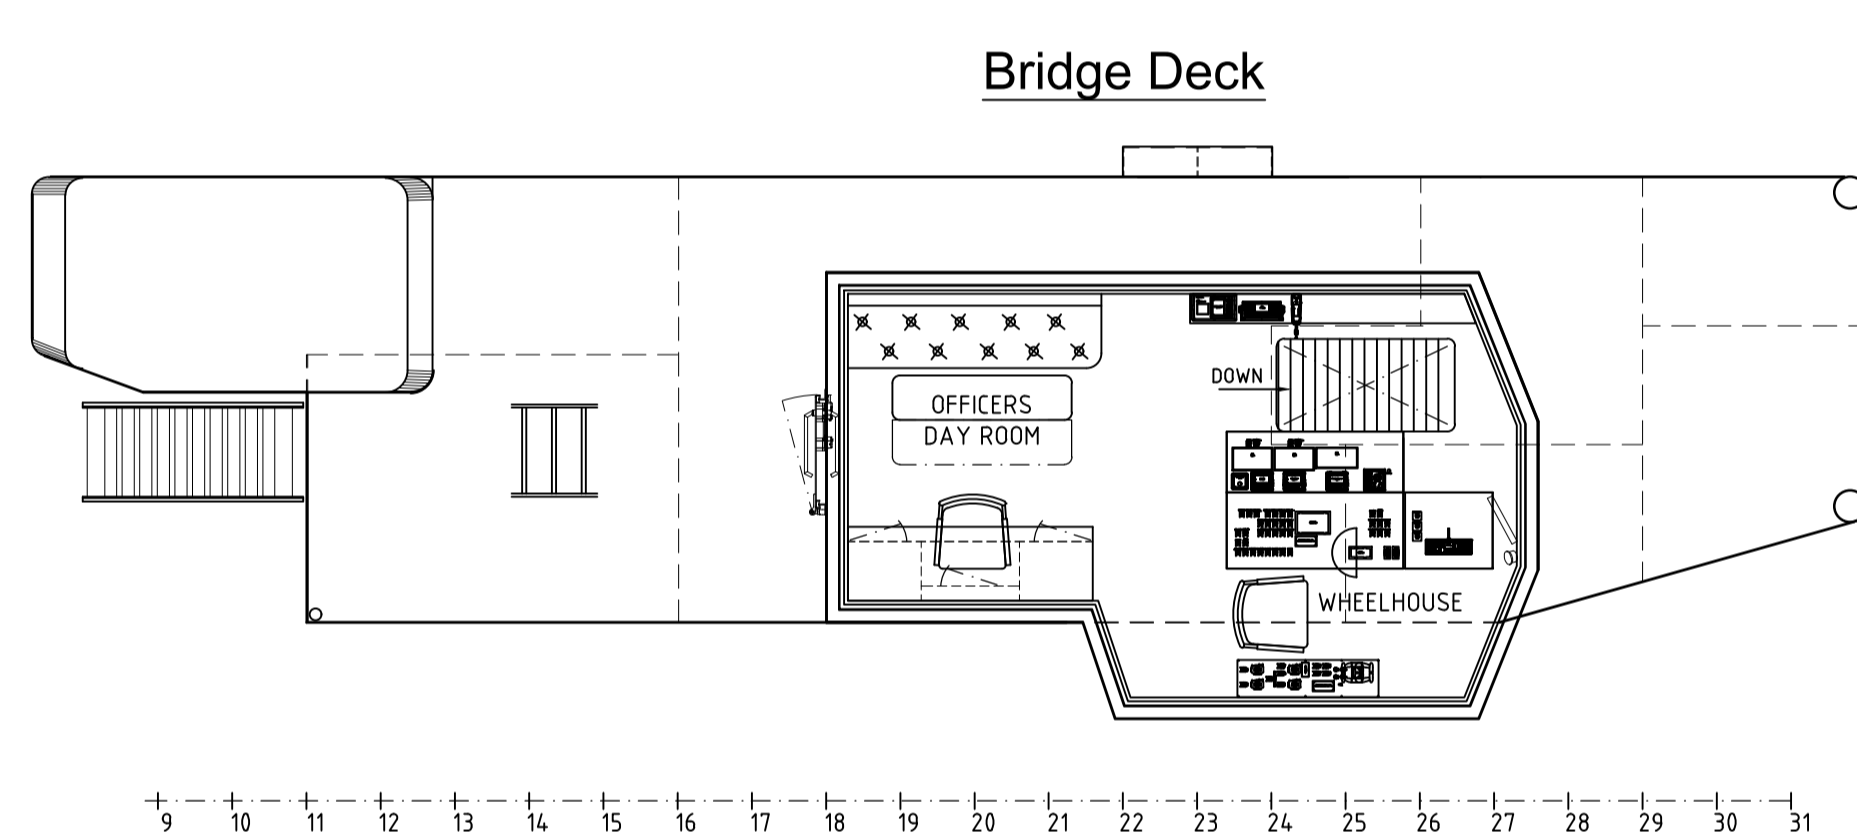 Bridge Deck
DOWN
OFFICERS
DAY ROOM
WHEELHOUSE
9 10 11 12 13 14 15 16 17 18 19 20 21 22 23 24 25 26 27 28 29 30 31